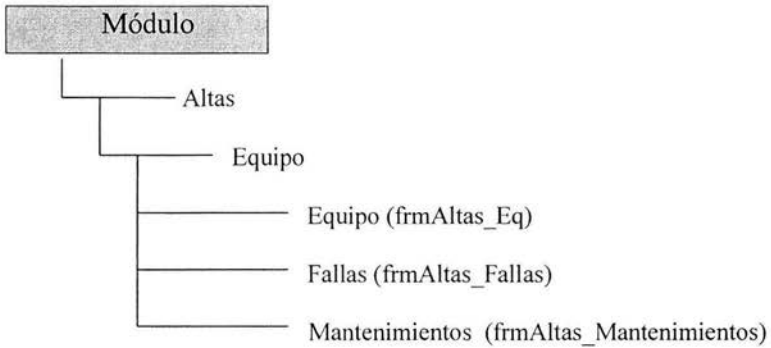 Módulo
Altas
Equipo
Equipo (frmAltas_Eq)
Fallas (frmAltas_Fallas)
Mantenimientos (frmAltas_Mantenimientos)